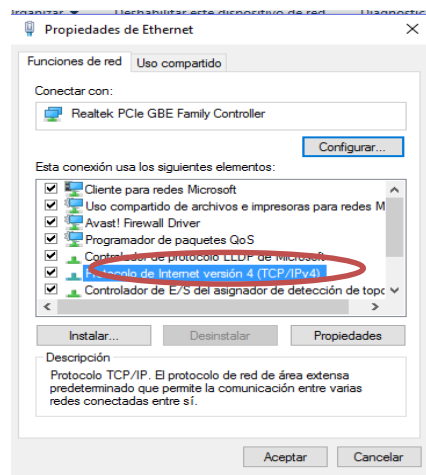 Organizar Deshabilitar este dispositivo de red Diagnostic
Propiedades de Ethernet
Funciones de red Uso compartido
Conectar con:
Realtek PCIe GBE Family Controller
Configurar...
Esta conexión usa los siguientes elementos:
Cliente para redes Microsoft
Uso compartido de archivos e impresoras para redes M
Avast! Firewall Driver
Programador de paquetes QoS
Controlador de protocolo LLDP de Microsoft
Protocolo de Internet versión 4 (TCP/IPv4)
Controlador de E/S del asignador de detección de topc
Instalar... Desinstalar Propiedades
Descripción
Protocolo TCP/IP. El protocolo de red de área extensa
predeterminado que permite la comunicación entre varias
redes conectadas entre sí.
Aceptar Cancelar